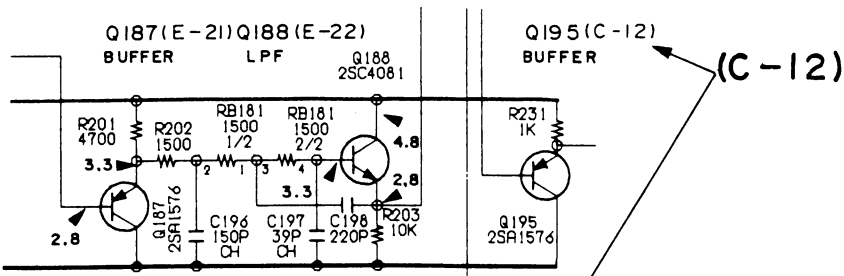 Q187(E-21) Q188(E-22)
BUFFER LPF
Q195(C-12)
BUFFER
(C-12)
Q188
2SC4081
R201
4700
R202
1500
RB181
1500
1/2
RB181
1500
2/2
4.8
R231
1K
3.3
2 1 3 4
3.3
2.8
2.8
Q187
2SA1576
C196
150P
CH
C197
39P
CH
C198
220P
R203
10K
Q195
2SA1576